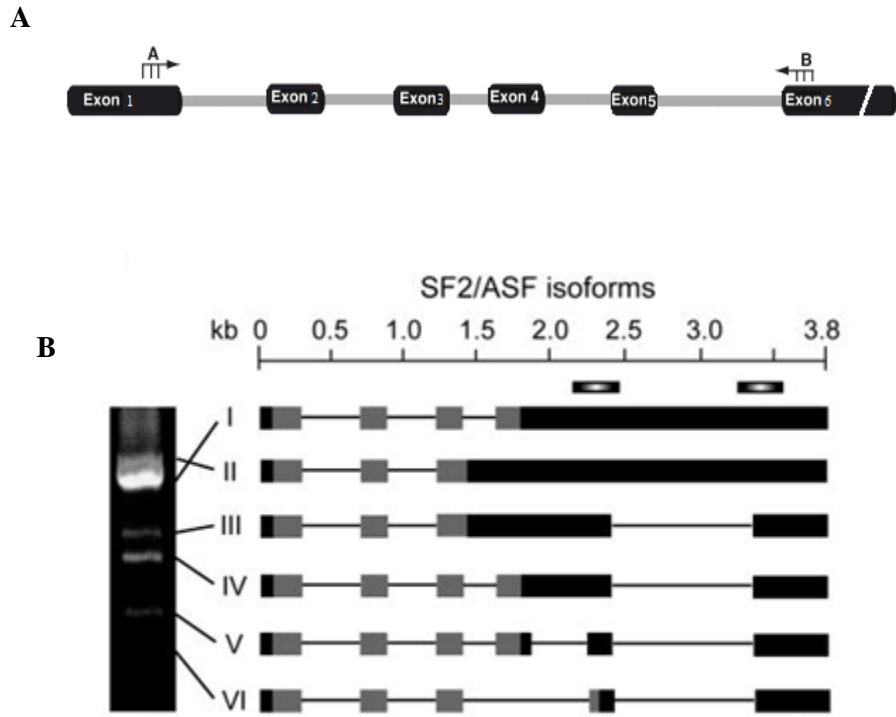 A
A
B
Exon 1
Exon 2
Exon3
Exon 4
Exon5
Exon 6
SF2/ASF isoforms
kb 0 0.5 1.0 1.5 2.0 2.5 3.0 3.8
B
I
II
III
IV
V
VI